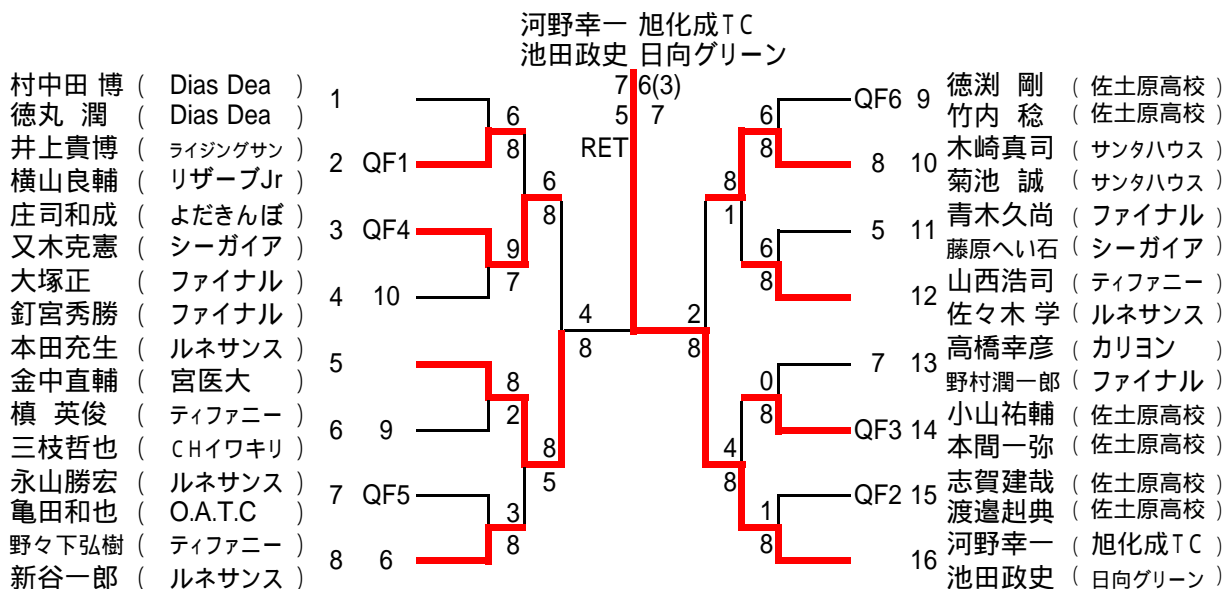 河野幸一 旭化成TC
池田政史 日向グリーン
7 6(3)
5 7
RET
村中田 博 ( Dias Dea )
徳丸 潤 ( Dias Dea )
1
井上貴博 ( ライジングサン )
横山良輔 ( リザーブJr )
2 QF1
庄司和成 ( よだきんぼ )
又木克憲 ( シーガイア )
3 QF4
大塚正 ( ファイナル )
釘宮秀勝 ( ファイナル )
4 10
本田充生 ( ルネサンス )
金中直輔 ( 宮医大 )
5
槙 英俊 ( ティファニー )
三枝哲也 ( CHイワキリ )
6 9
永山勝宏 ( ルネサンス )
亀田和也 ( O.A.T.C )
7 QF5
野々下弘樹 ( ティファニー )
新谷一郎 ( ルネサンス )
8 6
6
8
9
7
8
2
3
8
6
8
8
5
4
8
2
8
8
1
4
8
6
8
6
8
0
8
1
8
QF6 9
徳渕 剛 ( 佐土原高校 )
竹内 稔 ( 佐土原高校 )
8 10
木崎真司 ( サンタハウス )
菊池 誠 ( サンタハウス )
5 11
青木久尚 ( ファイナル )
藤原へい石 ( シーガイア )
12
山西浩司 ( ティファニー )
佐々木 学 ( ルネサンス )
7 13
高橋幸彦 ( カリヨン )
野村潤一郎 ( ファイナル )
QF3 14
小山祐輔 ( 佐土原高校 )
本間一弥 ( 佐土原高校 )
QF2 15
志賀建哉 ( 佐土原高校 )
渡邉赳典 ( 佐土原高校 )
16
河野幸一 ( 旭化成TC )
池田政史 ( 日向グリーン )